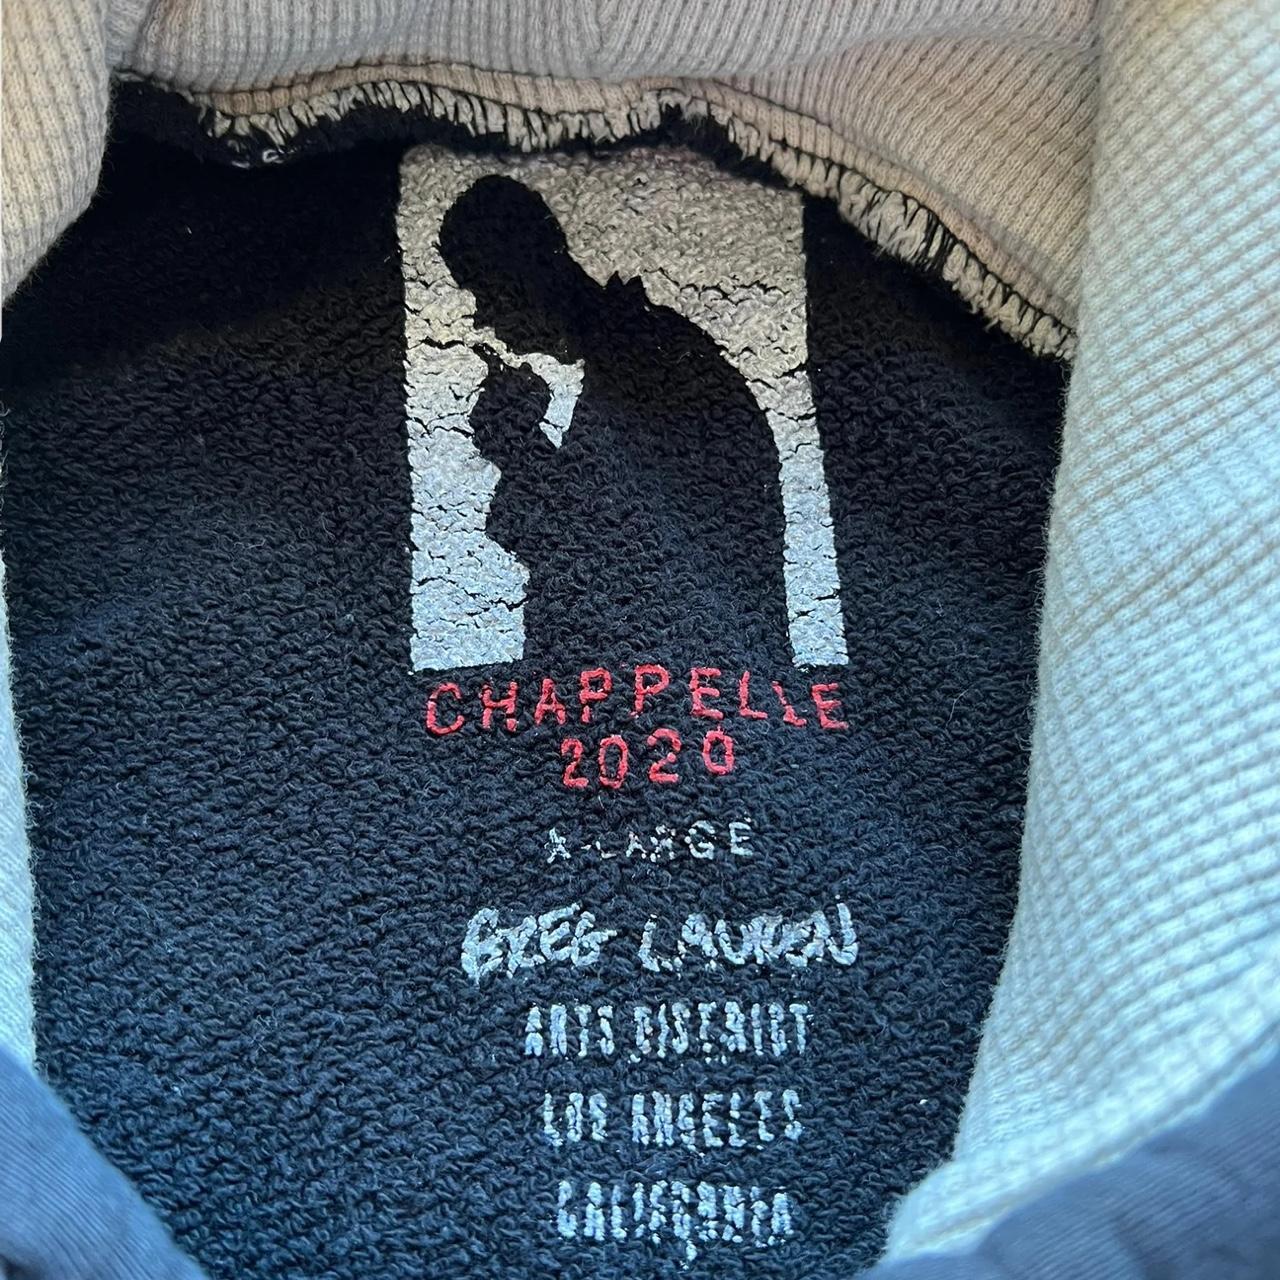 CHAPPELLE
2020
X-LARGE
GREG LAUREN
ARTS DISTRICT
LOS ANGELES
CALIFORNIA